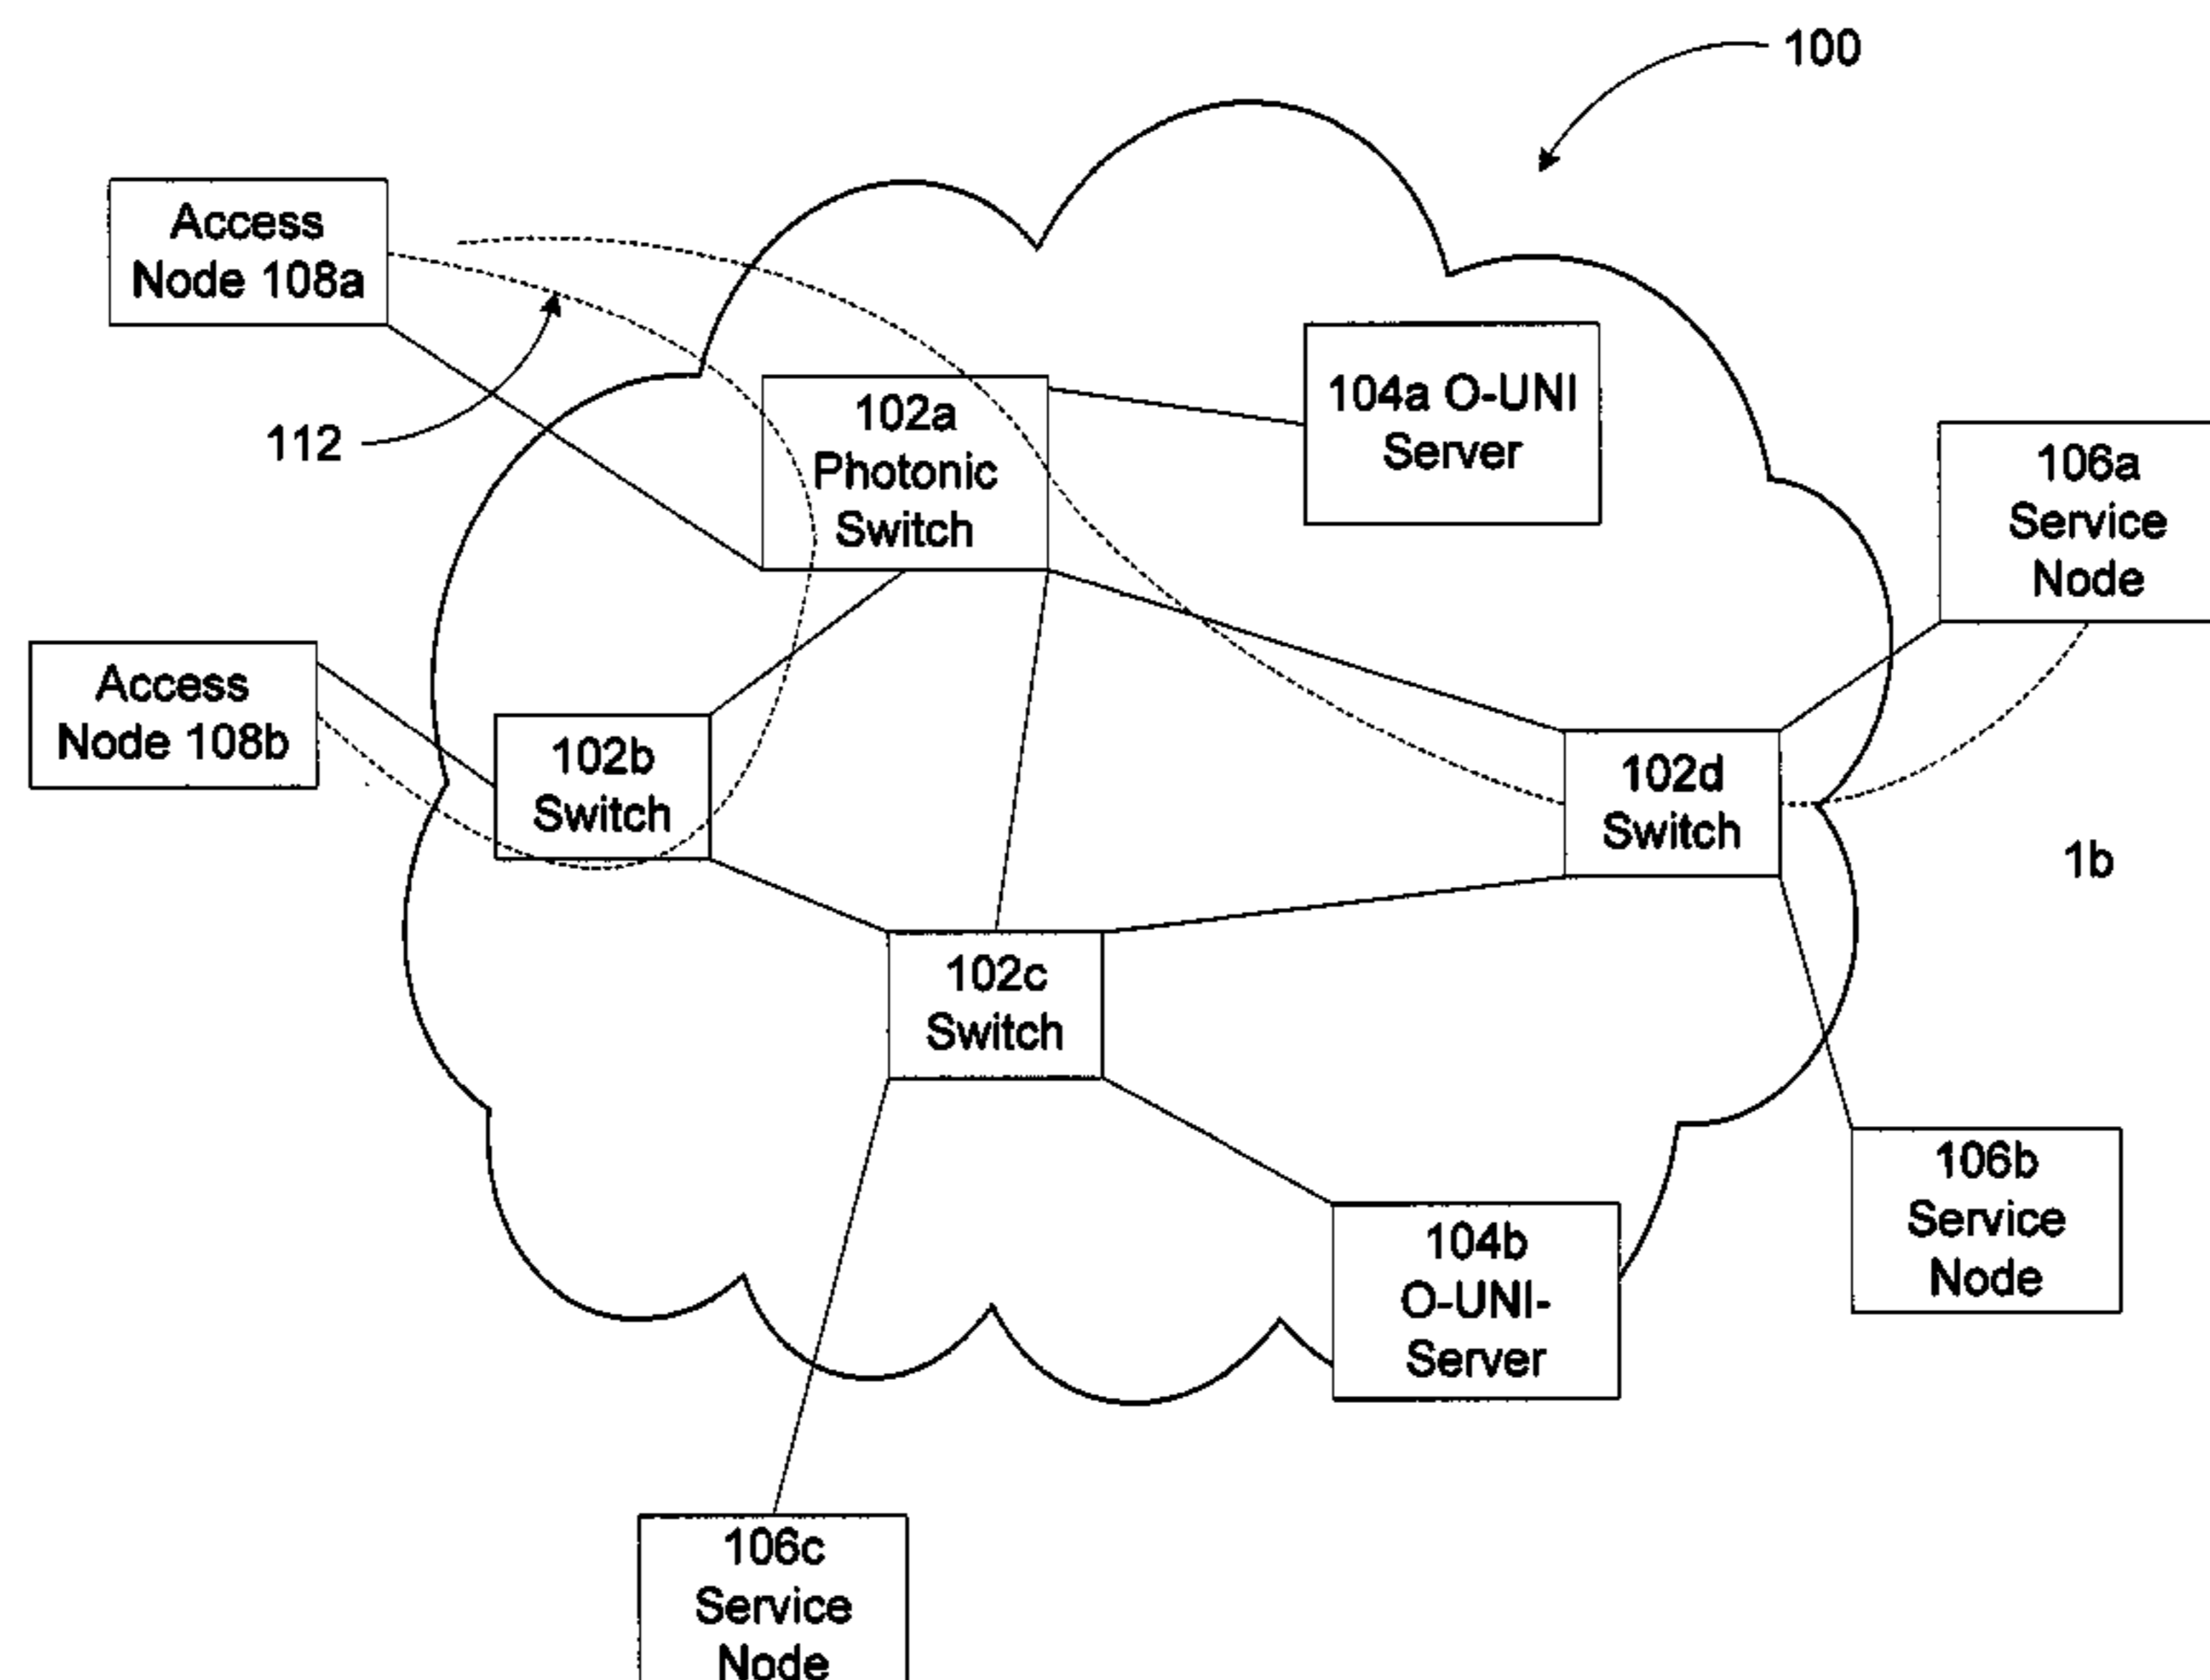 100
Access
Node 108a
112
102a
Photonic
Switch
104a O-UNI
Server
106a
Service
Node
Access
Node 108b
102b
Switch
102d
Switch
1b
102c
Switch
106b
Service
Node
104b
O-UNI-
Server
106c
Service
Node